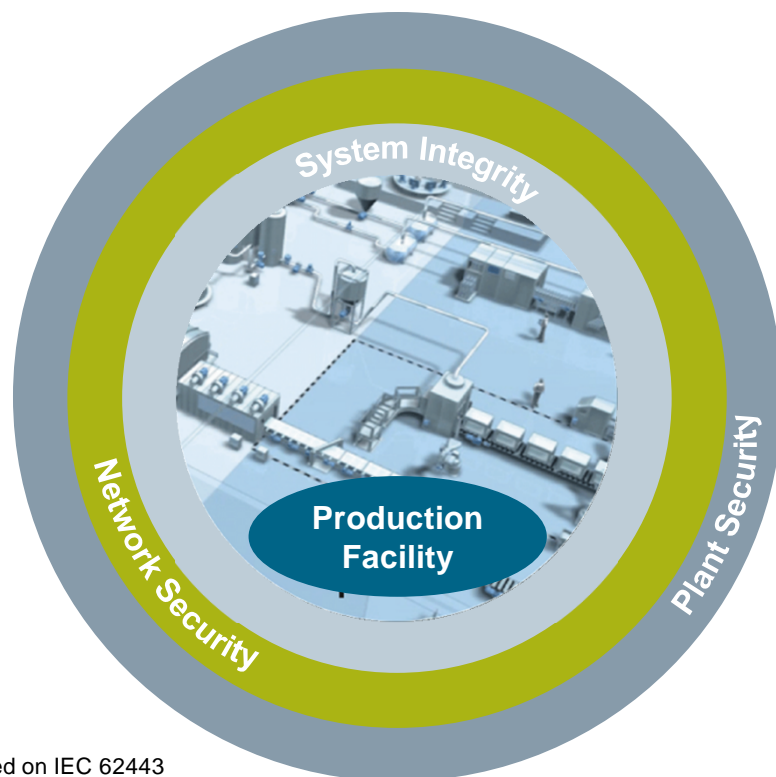 System Integrity
Network Security
Plant Security
Production
Facility
ed on IEC 62443